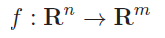 f : Rⁿ → Rᵐ